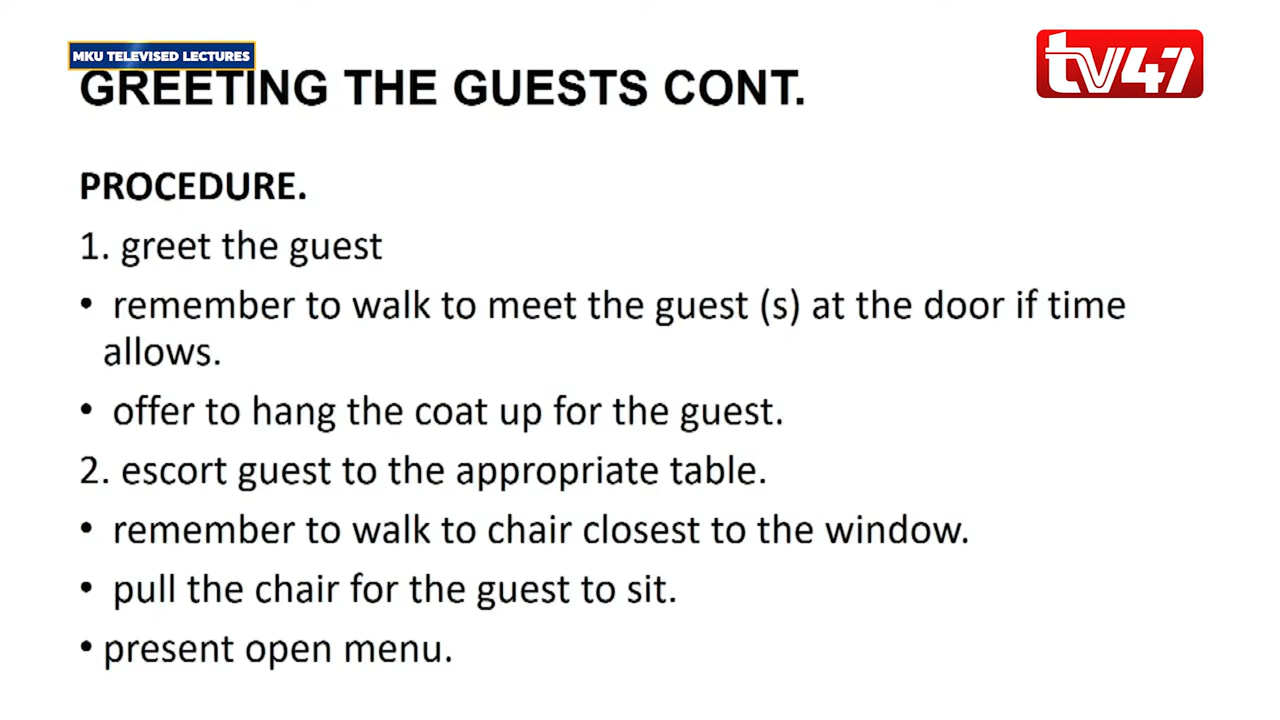 MKU TELEVISED LECTURES
tv47
GREETING THE GUESTS CONT.
PROCEDURE.
1. greet the guest
• remember to walk to meet the guest (s) at the door if time
allows.
• offer to hang the coat up for the guest.
2. escort guest to the appropriate table.
• remember to walk to chair closest to the window.
• pull the chair for the guest to sit.
• present open menu.